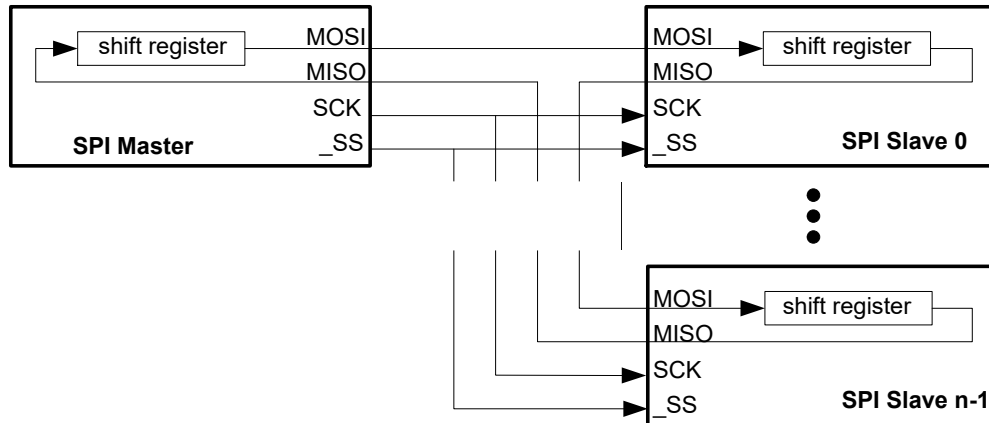 shift register
MOSI
MISO
SCK
_SS
SPI Master
MOSI
shift register
MISO
SCK
_SS
SPI Slave 0
MOSI
shift register
MISO
SCK
_SS
SPI Slave n-1